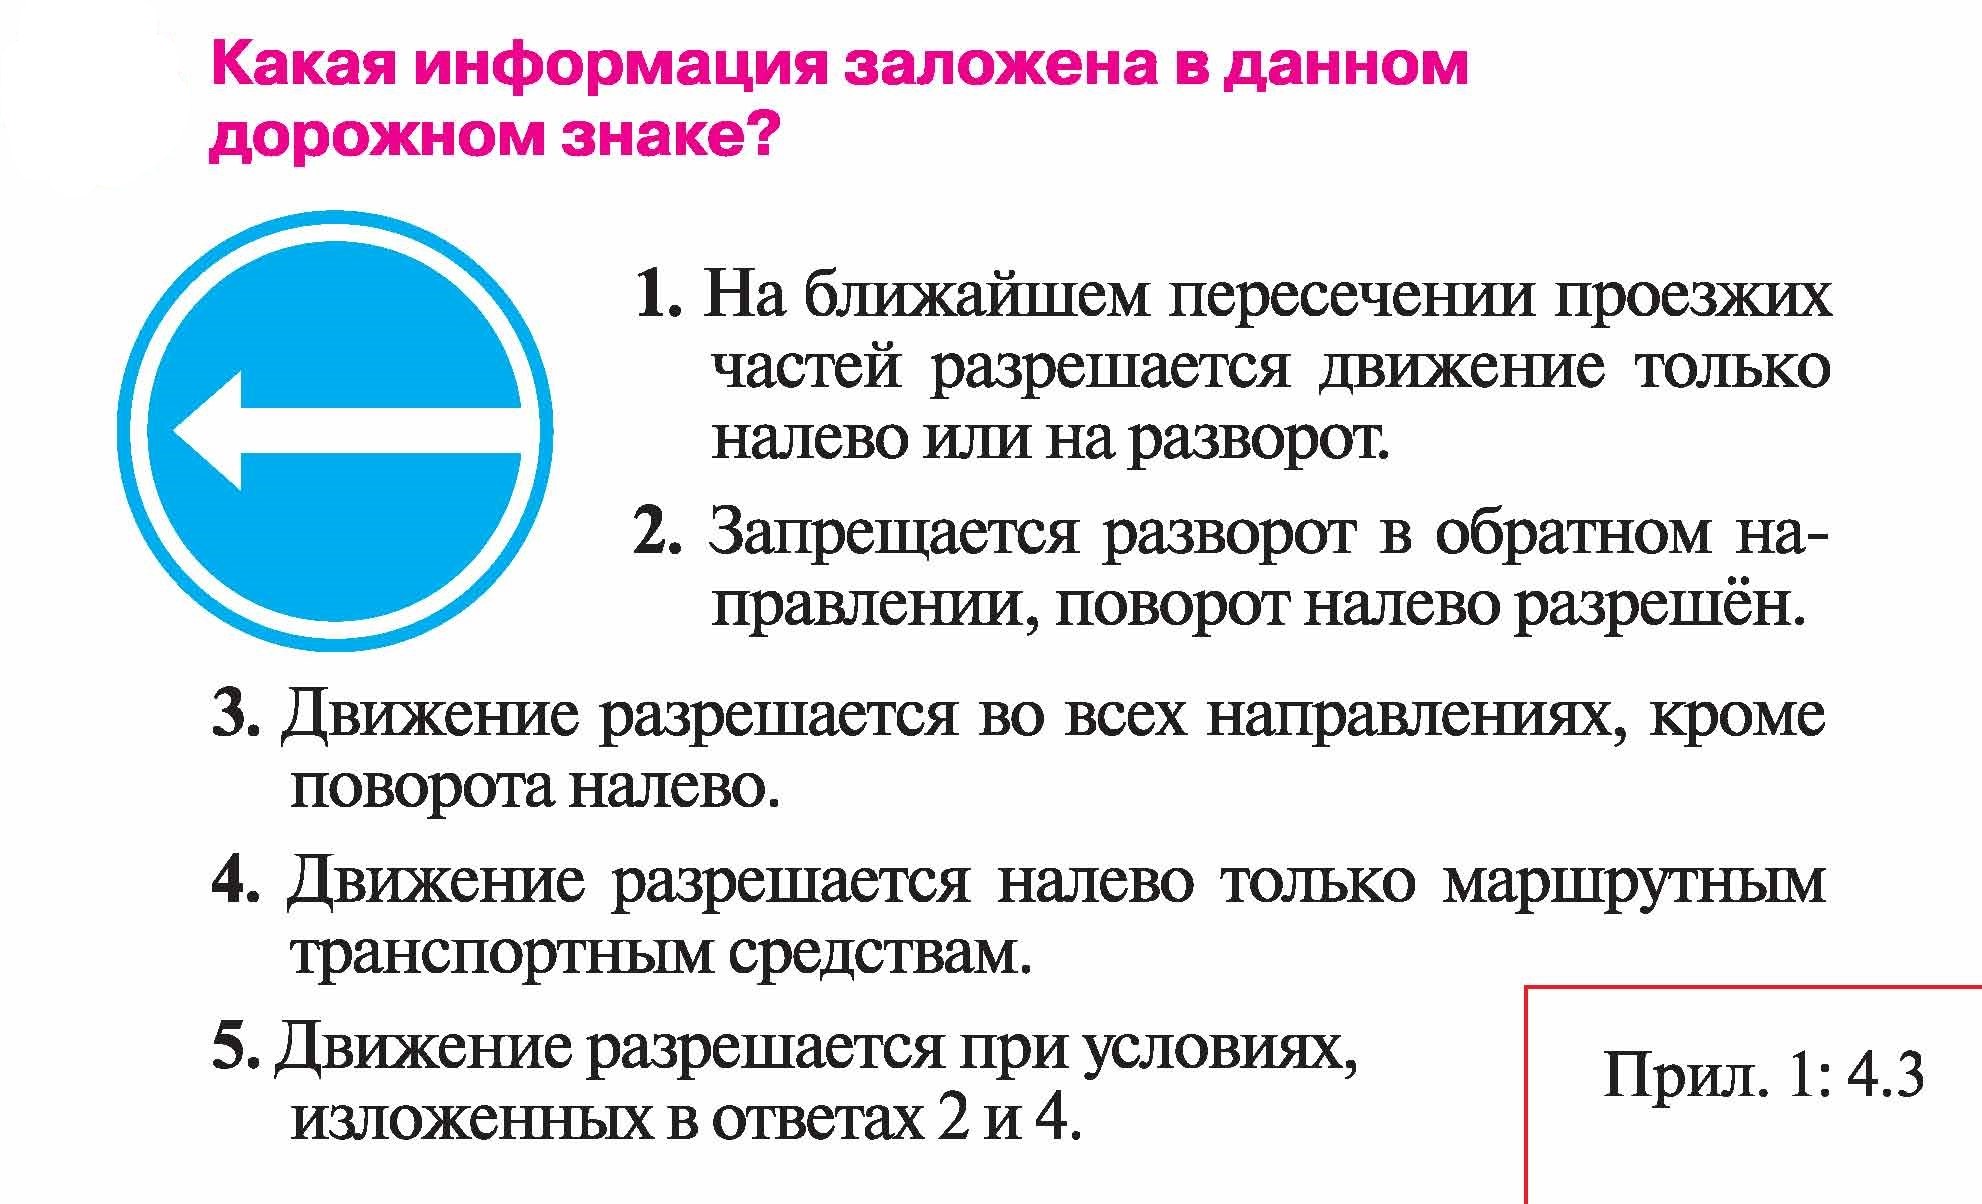 Какая информация заложена в данном
дорожном знаке?
1. На ближайшем пересечении проезжих
частей разрешается движение только
налево или на разворот.
2. Запрещается разворот в обратном на-
правлении, поворот налево разрешён.
3. Движение разрешается во всех направлениях, кроме
поворота налево.
4. Движение разрешается налево только маршрутным
транспортным средствам.
5. Движение разрешается при условиях,
изложенных в ответах 2 и 4.
Прил. 1: 4.3